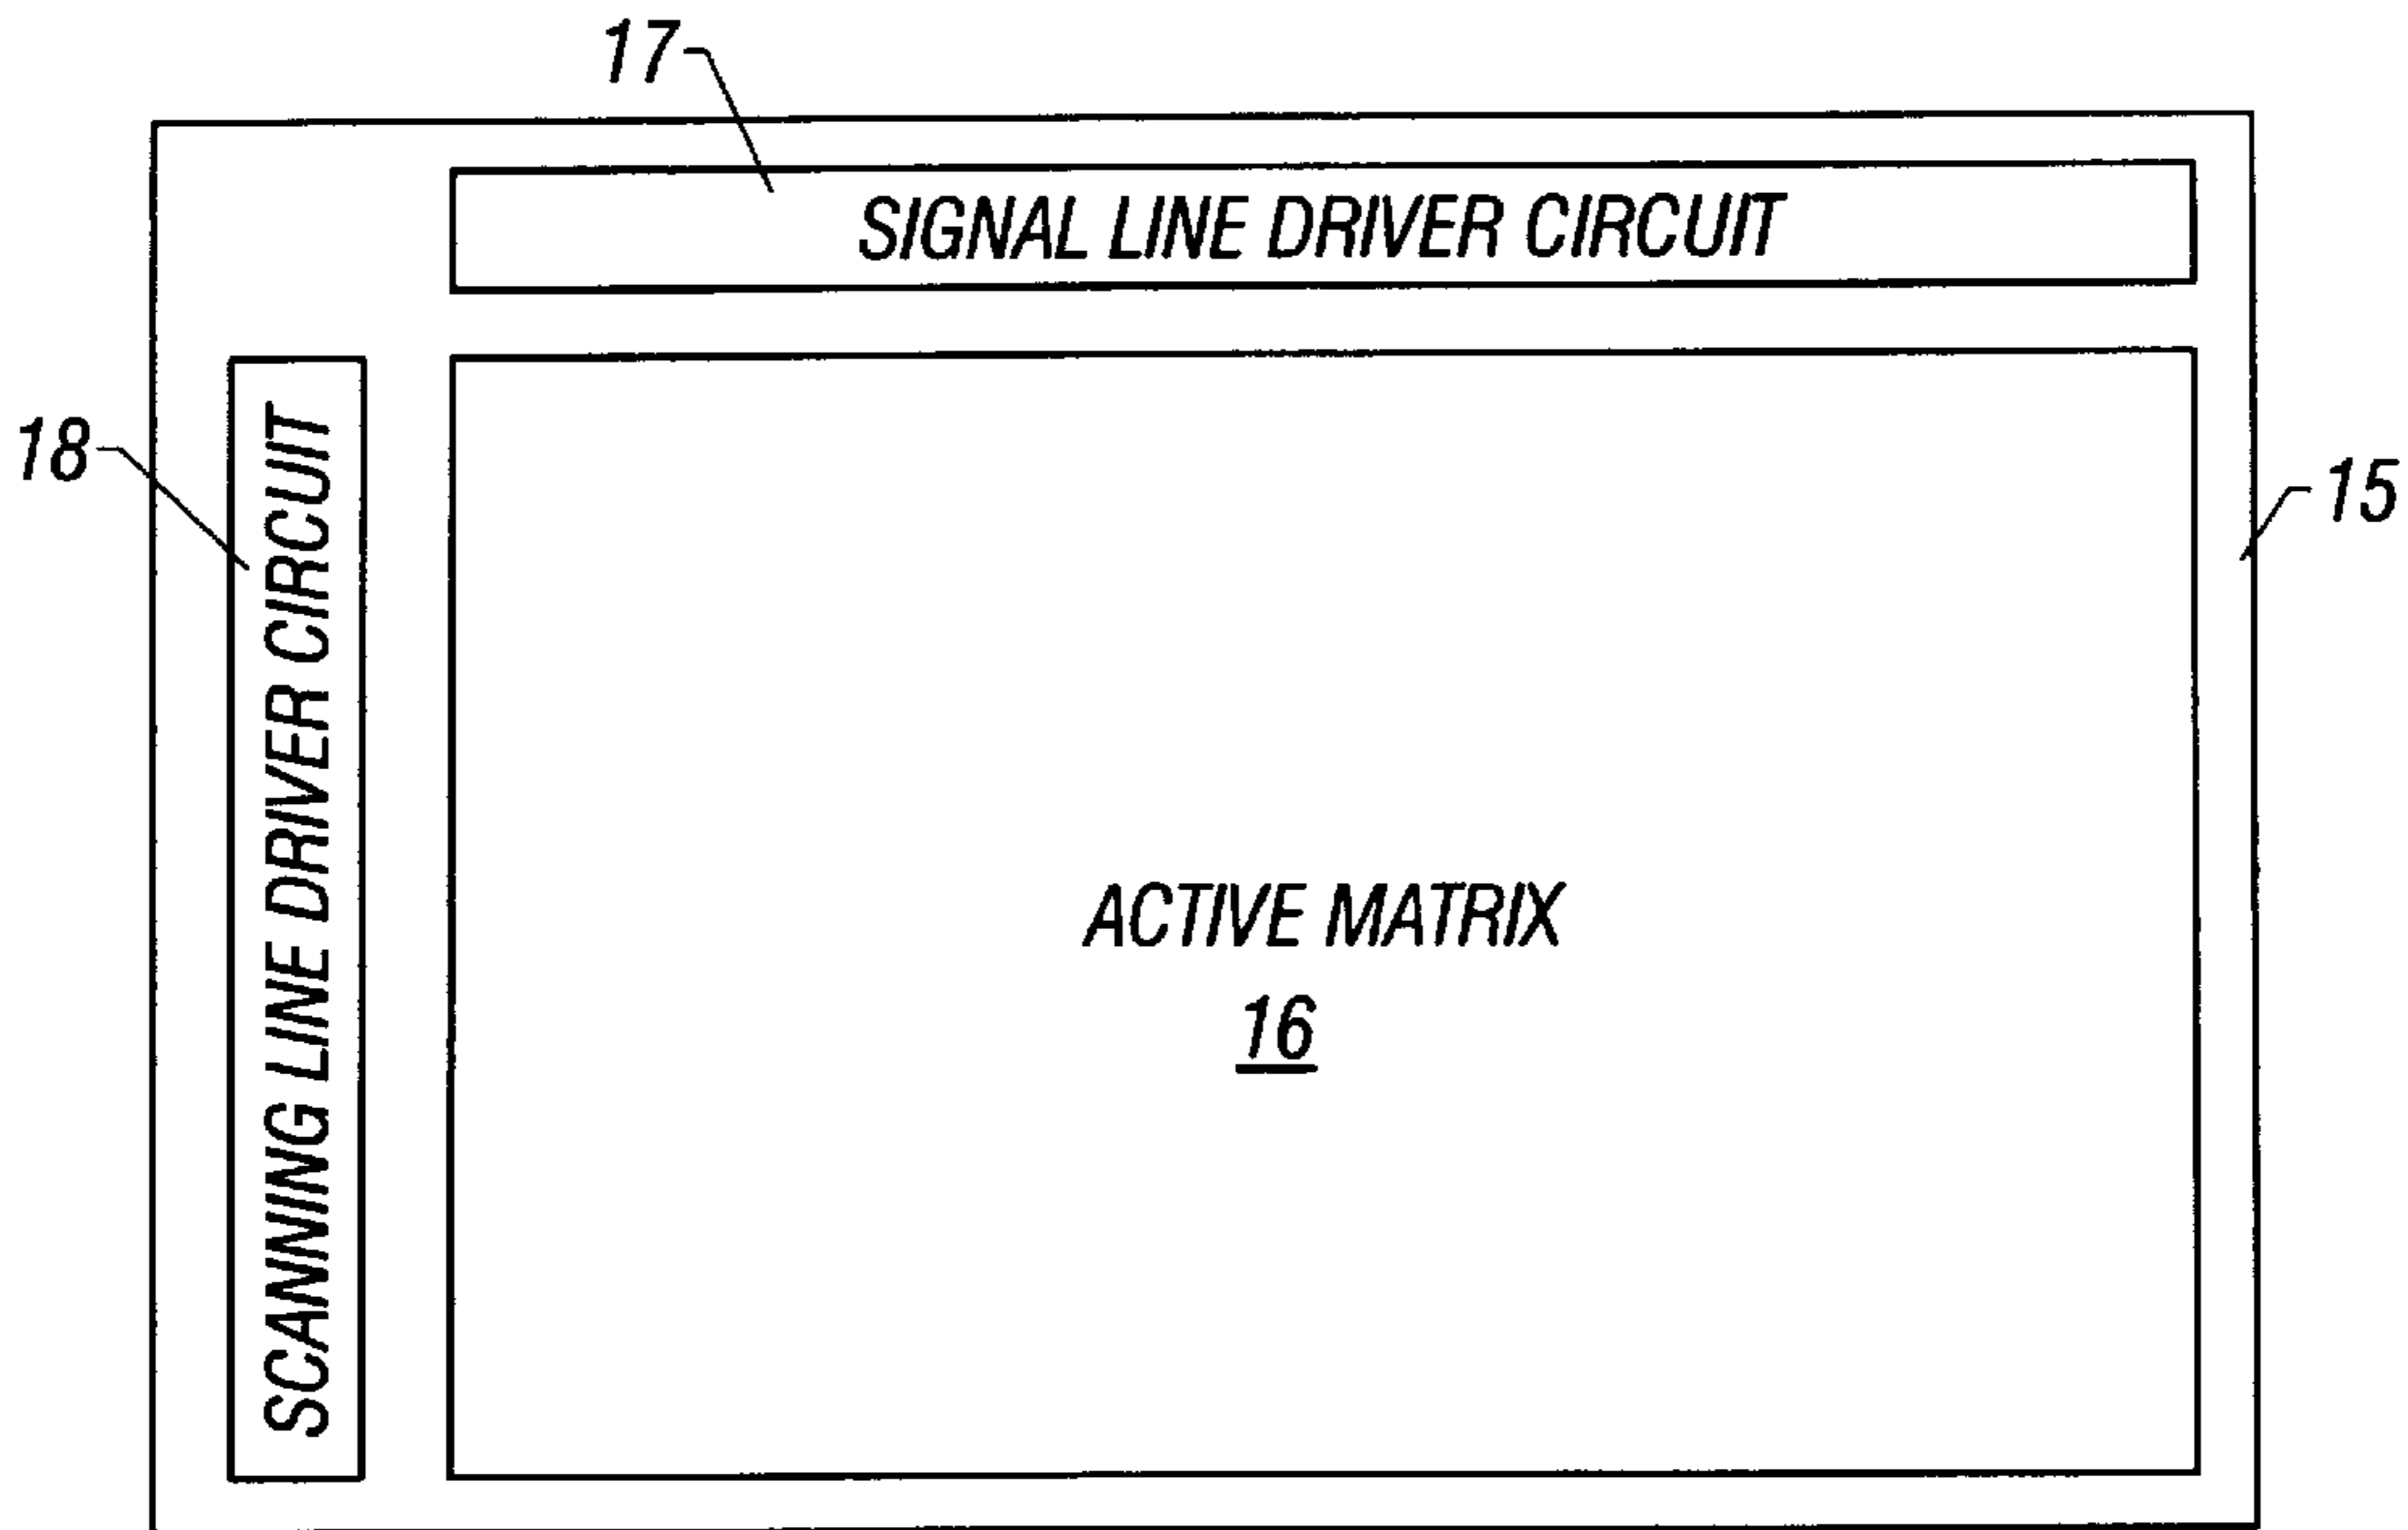 17
SIGNAL LINE DRIVER CIRCUIT
18
SCANNING LINE DRIVER CIRCUIT
15
ACTIVE MATRIX
16